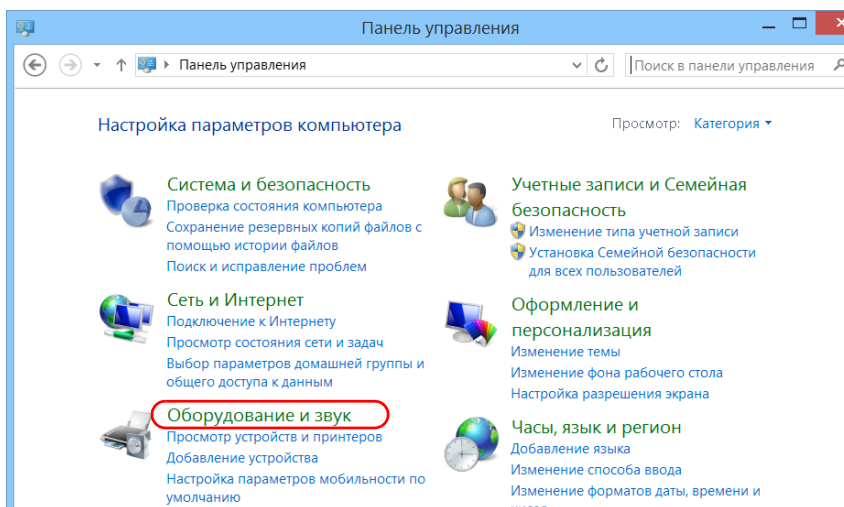 Панель управления
Панель управления
Поиск в панели управления
Настройка параметров компьютера
Просмотр: Категория
Система и безопасность
Проверка состояния компьютера
Сохранение резервных копий файлов с
помощью истории файлов
Поиск и исправление проблем
Сеть и Интернет
Подключение к Интернету
Просмотр состояния сети и задач
Выбор параметров домашней группы и
общего доступа к данным
Оборудование и звук
Просмотр устройств и принтеров
Добавление устройства
Настройка параметров мобильности по
умолчанию
Учетные записи и Семейная
безопасность
Изменение типа учетной записи
Установка Семейной безопасности
для всех пользователей
Оформление и
персонализация
Изменение темы
Изменение фона рабочего стола
Настройка разрешения экрана
Часы, язык и регион
Добавление языка
Изменение способа ввода
Изменение форматов даты, времени и